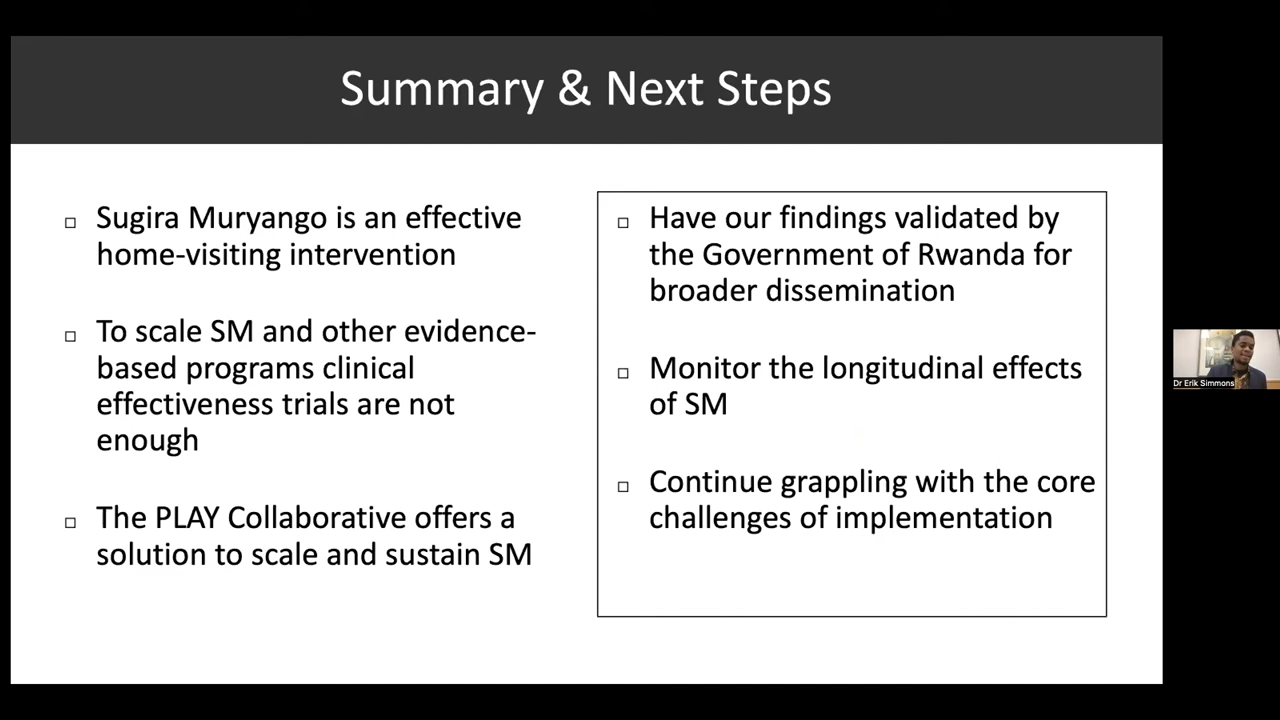 Summary & Next Steps
Sugira Muryango is an effective
home-visiting intervention
To scale SM and other evidence-
based programs clinical
effectiveness trials are not
enough
The PLAY Collaborative offers a
solution to scale and sustain SM
Have our findings validated by
the Government of Rwanda for
broader dissemination
Monitor the longitudinal effects
of SM
Continue grappling with the core
challenges of implementation
Dr Erik Simmons